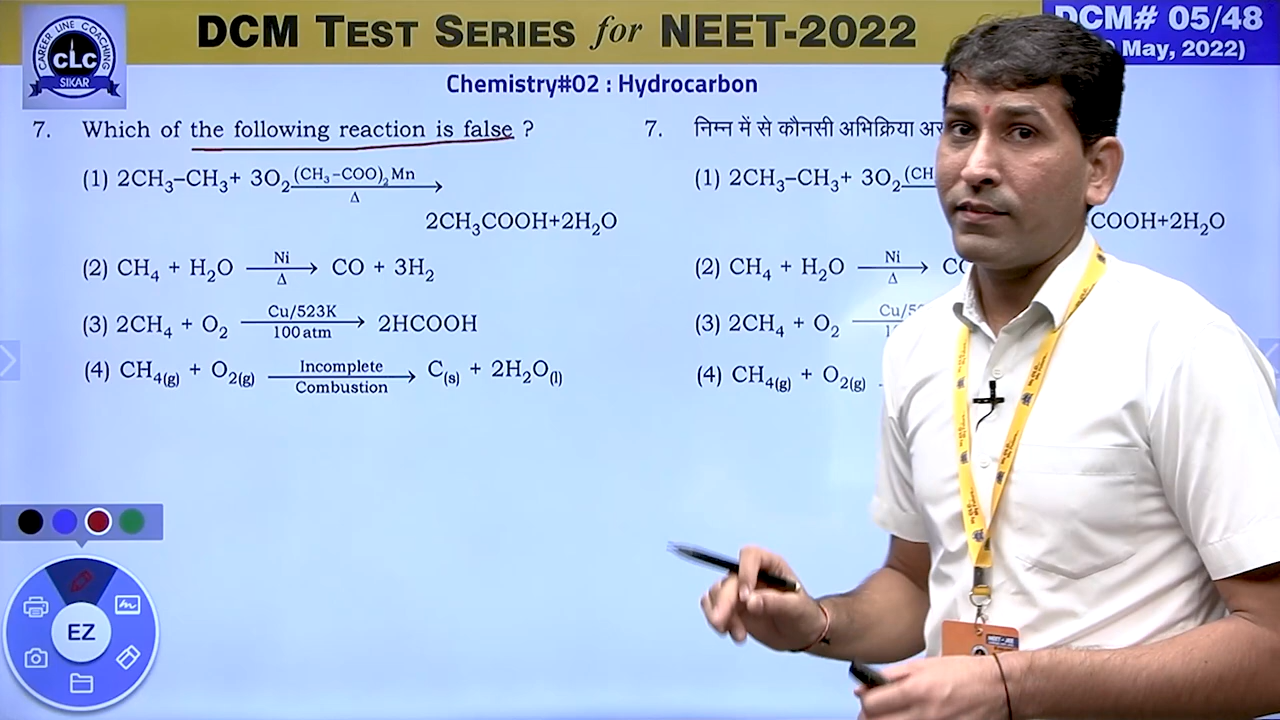 CAREER LINE COACHING
CLC
SIKAR
DCM TEST SERIES for NEET-2022
DCM# 05/48
May, 2022)
Chemistry#02 : Hydrocarbon
7. Which of the following reaction is false ?
(1) 2CH₃–CH₃+ 3O₂ (CH₃–COO)₂Mn / Δ →
2CH₃COOH+2H₂O
(2) CH₄ + H₂O Ni / Δ → CO + 3H₂
(3) 2CH₄ + O₂ Cu/523K / 100 atm → 2HCOOH
(4) CH₄(g) + O₂(g) Incomplete / Combustion → C(s) + 2H₂O(l)
7. निम्न में से कौनसी अभिक्रिया
(1) 2CH₃–CH₃+ 3O₂ (CH
COOH+2H₂O
(2) CH₄ + H₂O Ni / Δ →
(3) 2CH₄ + O₂
(4) CH₄(g) + O₂(g)
EZ